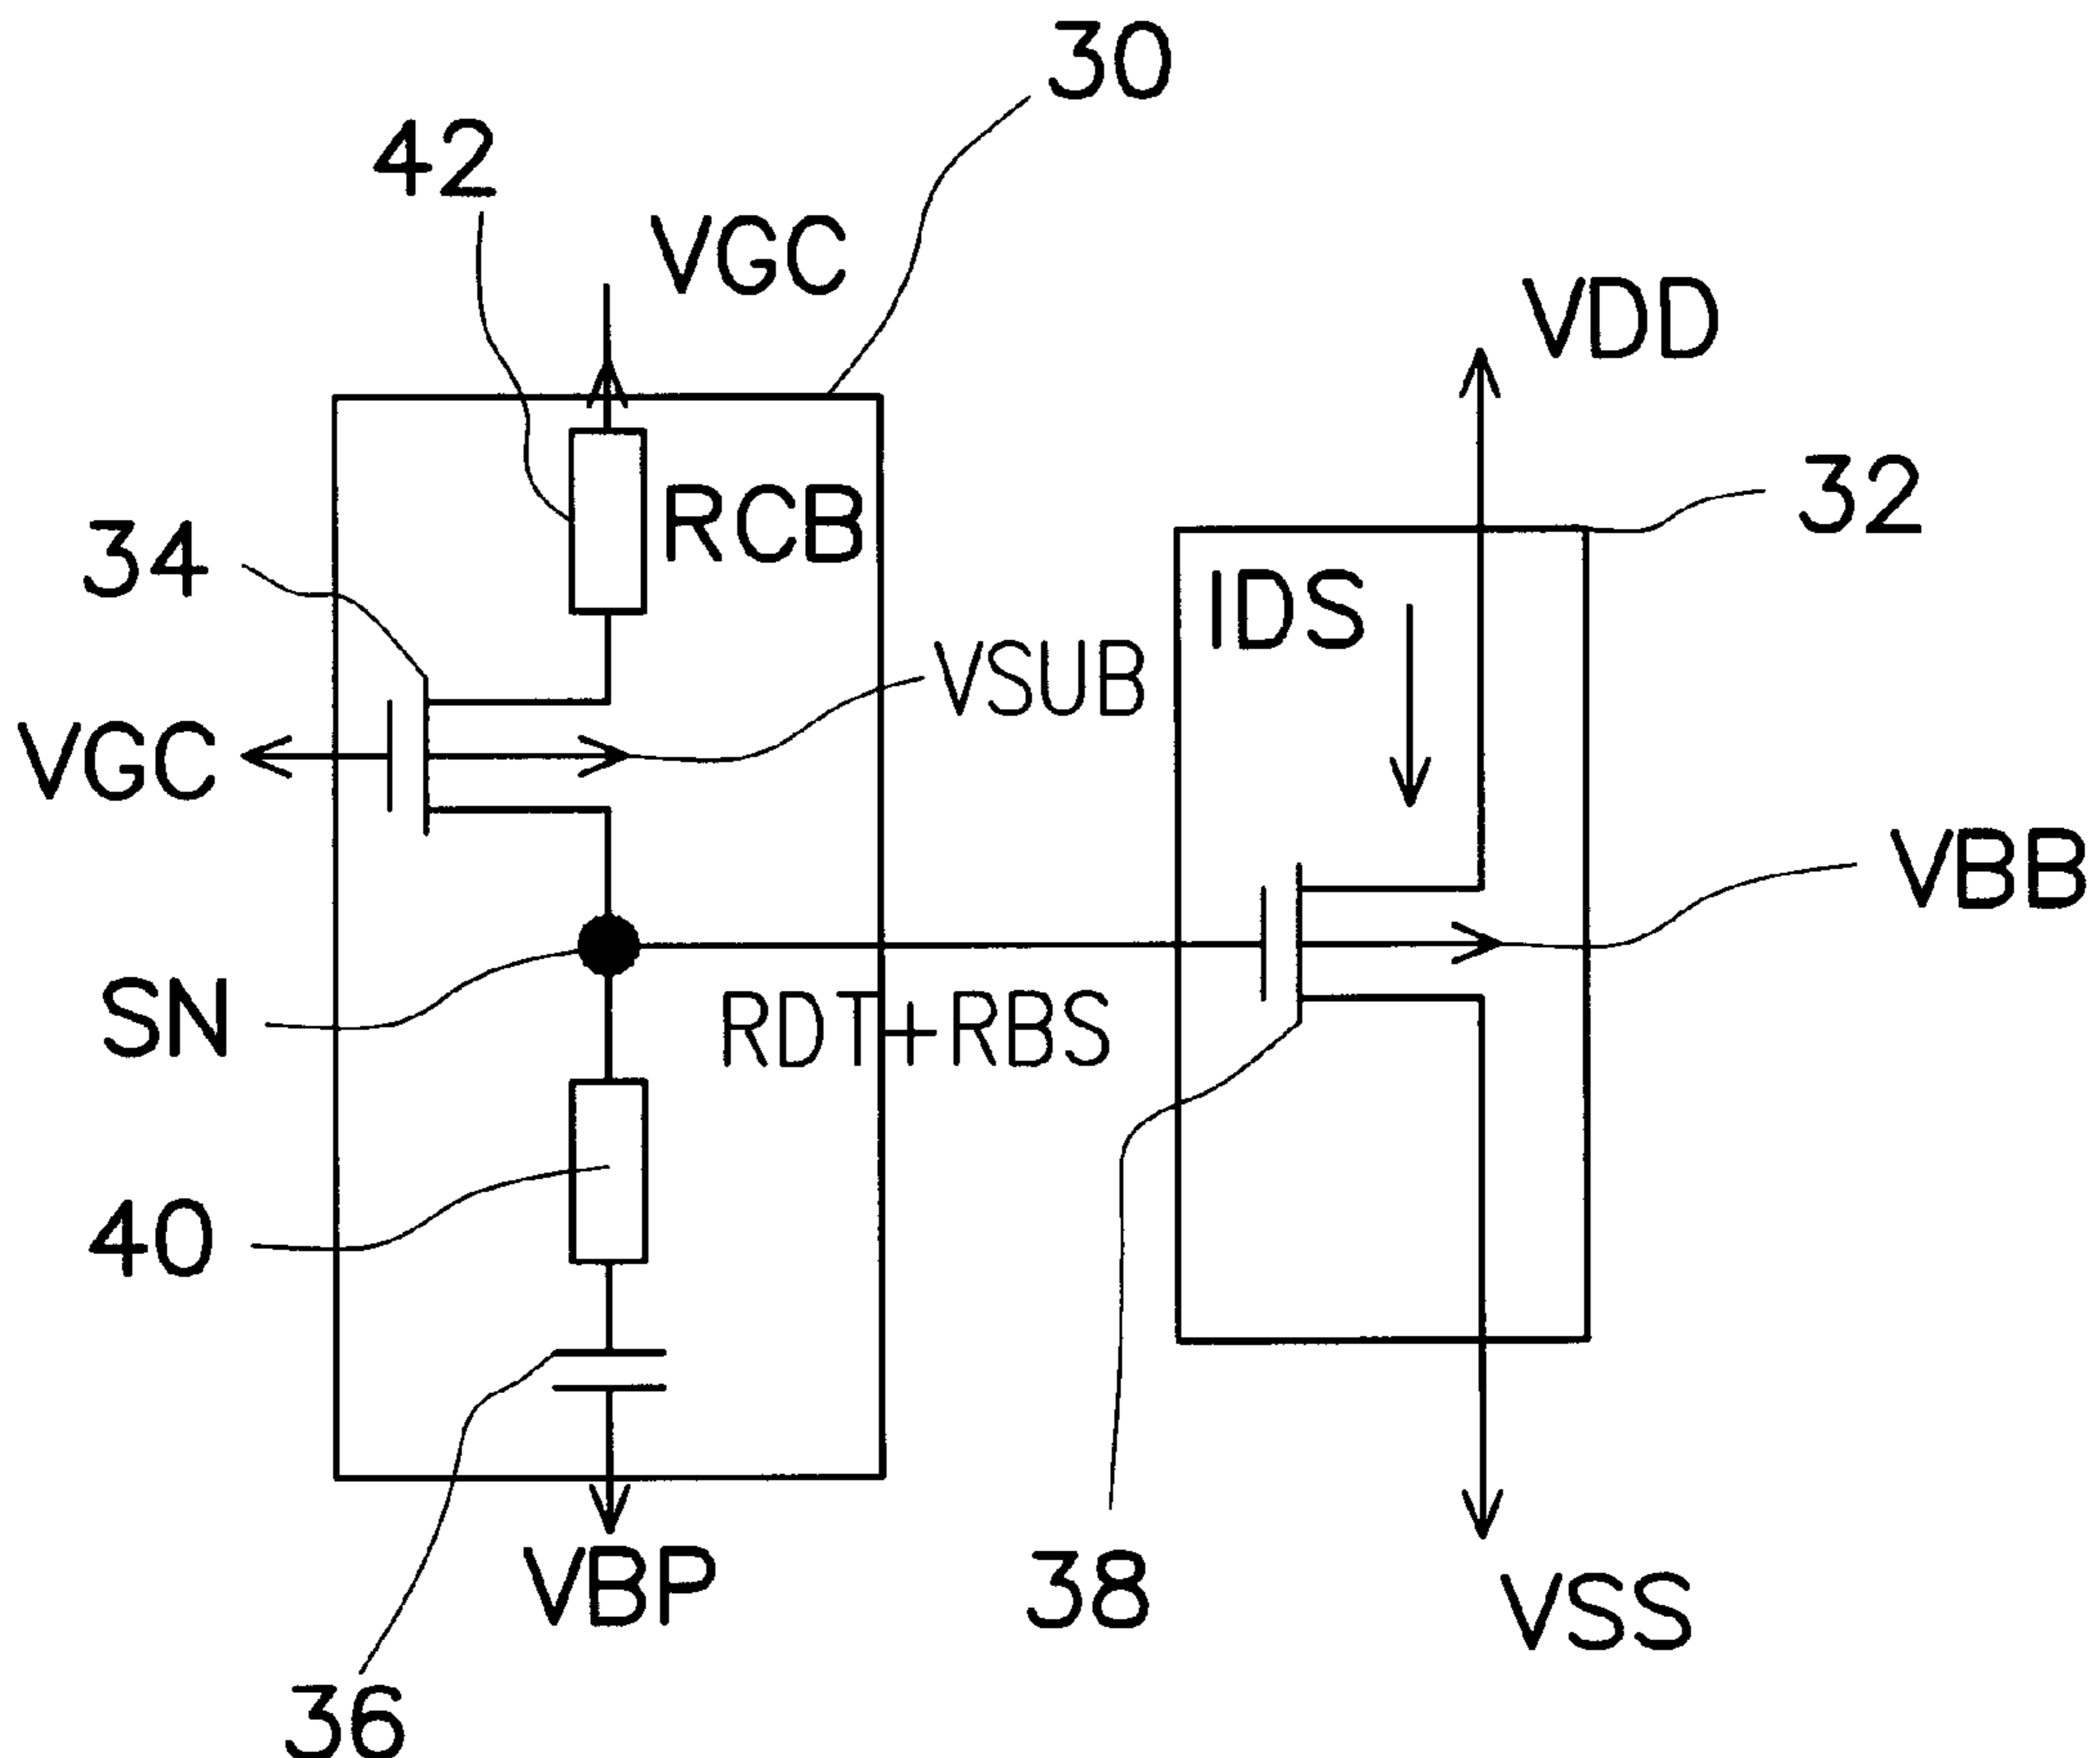 30
42
VGC
VDD
32
RCB
34
IDS
VSUB
VGC
VBB
SN
RDT+RBS
40
VBP
38
VSS
36